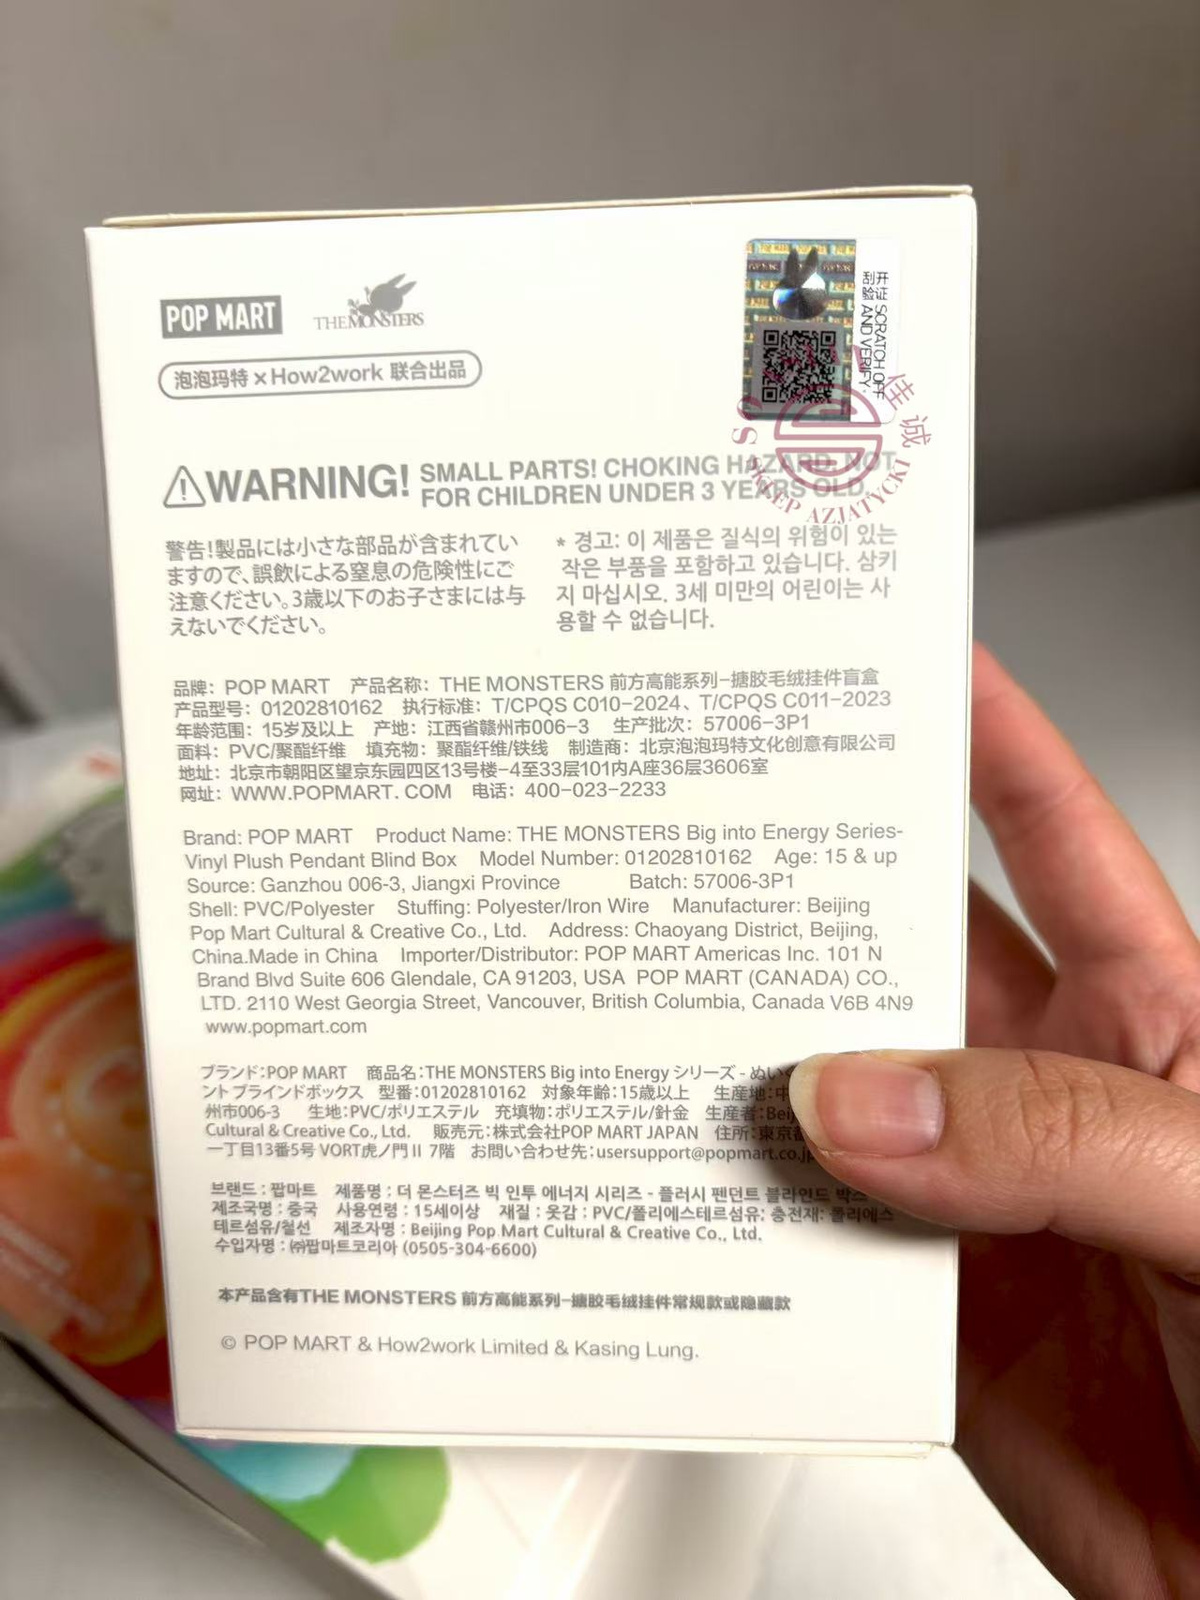 POP MART
THE MONSTERS
泡泡玛特×How2work 联合出品
刮开
验证 SCRATCH OFF
AND VERIFY.
佳诚
SKLEP AZJATYCKI
WARNING! SMALL PARTS! CHOKING HAZARD. NOT
FOR CHILDREN UNDER 3 YEARS OLD.
警告!製品には小さな部品が含まれてい
ますので、誤飲による窒息の危険性にご
注意ください。3歳以下のお子さまには与
えないでください。
* 경고: 이 제품은 질식의 위험이 있는
작은 부품을 포함하고 있습니다. 삼키
지 마십시오. 3세 미만의 어린이는 사
용할 수 없습니다.
品牌: POP MART 产品名称: THE MONSTERS 前方高能系列-搪胶毛绒挂件盲盒
产品型号: 01202810162 执行标准: T/CPQS C010-2024、T/CPQS C011-2023
年龄范围: 15岁及以上 产地: 江西省赣州市006-3 生产批次: 57006-3P1
面料: PVC/聚酯纤维 填充物: 聚酯纤维/铁线 制造商: 北京泡泡玛特文化创意有限公司
地址: 北京市朝阳区望京东园四区13号楼-4至33层101内A座36层3606室
网址: WWW.POPMART.COM 电话: 400-023-2233
Brand: POP MART Product Name: THE MONSTERS Big into Energy Series-
Vinyl Plush Pendant Blind Box Model Number: 01202810162 Age: 15 & up
Source: Ganzhou 006-3, Jiangxi Province Batch: 57006-3P1
Shell: PVC/Polyester Stuffing: Polyester/Iron Wire Manufacturer: Beijing
Pop Mart Cultural & Creative Co., Ltd. Address: Chaoyang District, Beijing,
China.Made in China Importer/Distributor: POP MART Americas Inc. 101 N
Brand Blvd Suite 606 Glendale, CA 91203, USA POP MART (CANADA) CO.,
LTD. 2110 West Georgia Street, Vancouver, British Columbia, Canada V6B 4N9
www.popmart.com
ブランド:POP MART 商品名:THE MONSTERS Big into Energy シリーズ - ぬい
ント ブラインドボックス 型番:01202810162 対象年齢:15歳以上 生産地:中
州市006-3 生地:PVC/ポリエステル 充填物:ポリエステル/針金 生産者:Beij
Cultural & Creative Co., Ltd. 販売元:株式会社POP MART JAPAN 住所:東京都
一丁目13番5号 VORT虎ノ門Ⅱ 7階 お問い合わせ先:usersupport@popmart.co.jp
브랜드 : 팝마트 제품명 : 더 몬스터즈 빅 인투 에너지 시리즈 - 플러시 펜던트 블라인드 박스
제조국명 : 중국 사용연령 : 15세이상 재질 : 옷감 : PVC/폴리에스테르섬유; 충전재: 폴리에스
테르섬유/철선 제조자명 : Beijing Pop Mart Cultural & Creative Co., Ltd.
수입자명 : ㈜팝마트코리아 (0505-304-6600)
本产品含有THE MONSTERS 前方高能系列-搪胶毛绒挂件常规款或隐藏款
© POP MART & How2work Limited & Kasing Lung.